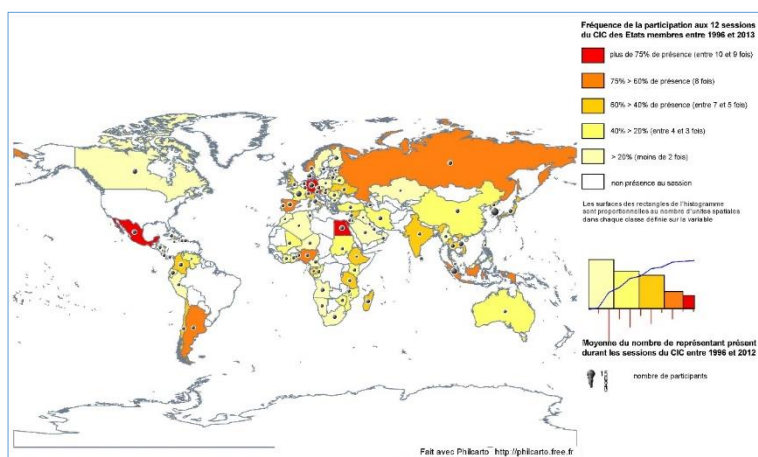 Fréquence de la participation aux 12 sessions
du CIC des Etats membres entre 1996 et 2013
plus de 75% de présence (entre 10 et 9 fois)
75% > 60% de présence (8 fois)
60% > 40% de présence (entre 7 et 5 fois)
40% > 20% (entre 4 et 3 fois)
> 20% (moins de 2 fois)
non présence au session
Les surfaces des rectangles de l'histogramme
sont proportionnelles au nombre d'unités spatiales
dans chaque classe définie sur la variable
Moyenne du nombre de représentant présent
durant les sessions du CIC entre 1996 et 2012
nombre de participants
Fait avec Philcarto http://philcarto.free.fr